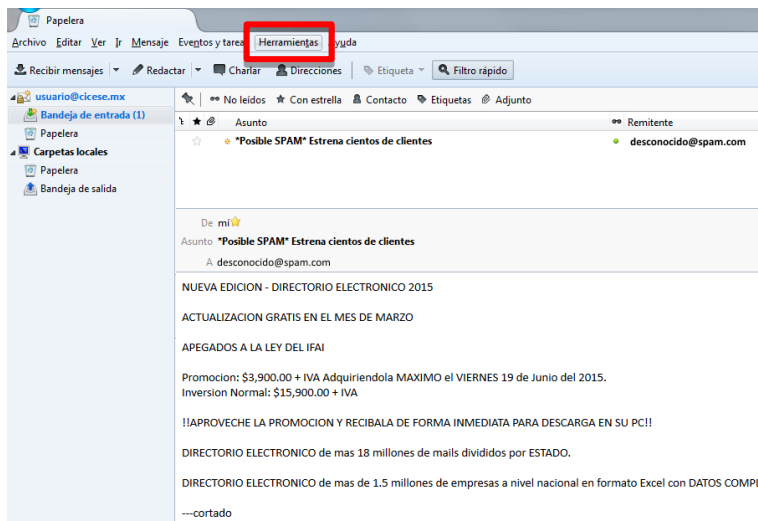 Papelera
Archivo Editar Ver Ir Mensaje Eventos y tareas Herramientas Ayuda
Recibir mensajes Redactar Charlar Direcciones Etiqueta Filtro rápido
usuario@cicese.mx
Bandeja de entrada (1)
Papelera
Carpetas locales
Papelera
Bandeja de salida
No leídos Con estrella Contacto Etiquetas Adjunto
Asunto Remitente
*Posible SPAM* Estrena cientos de clientes desconocido@spam.com
De mí
Asunto *Posible SPAM* Estrena cientos de clientes
A desconocido@spam.com
NUEVA EDICION - DIRECTORIO ELECTRONICO 2015
ACTUALIZACION GRATIS EN EL MES DE MARZO
APEGADOS A LA LEY DEL IFAI
Promocion: $3,900.00 + IVA Adquiriendola MAXIMO el VIERNES 19 de Junio del 2015.
Inversion Normal: $15,900.00 + IVA
!!APROVECHE LA PROMOCION Y RECIBALA DE FORMA INMEDIATA PARA DESCARGA EN SU PC!!
DIRECTORIO ELECTRONICO de mas 18 millones de mails divididos por ESTADO.
DIRECTORIO ELECTRONICO de mas de 1.5 millones de empresas a nivel nacional en formato Excel con DATOS COMPL
---cortado